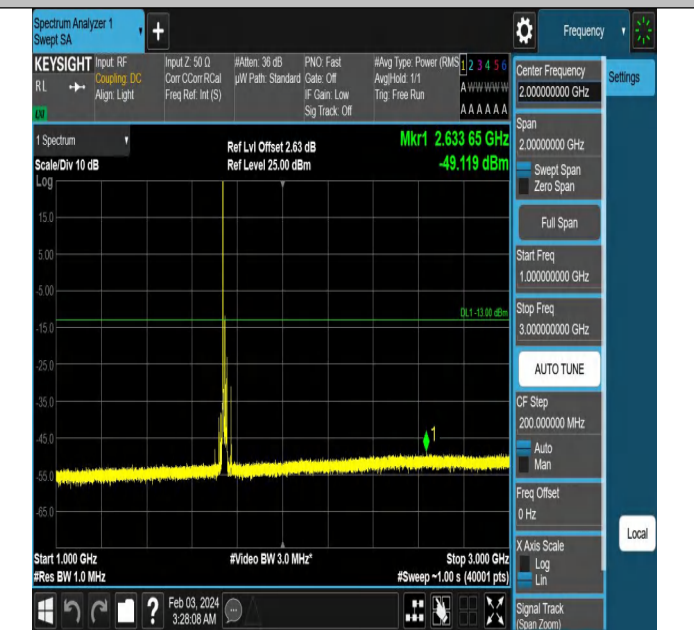 Spectrum Analyzer 1
Swept SA
+
Frequency
KEYSIGHT
RL
LXI
Input: RF
Coupling: DC
Align: Light
Input Z: 50 Ω
Corr CCorr RCal
Freq Ref: Int (S)
#Atten: 36 dB
µW Path: Standard
PNO: Fast
Gate: Off
IF Gain: Low
Sig Track: Off
#Avg Type: Power (RMS
Avg|Hold: 1/1
Trig: Free Run
1 2 3 4 5 6
A W W W W W
A A A A A A
1 Spectrum
Scale/Div 10 dB
Ref Lvl Offset 2.63 dB
Ref Level 25.00 dBm
Mkr1 2.633 65 GHz
-49.119 dBm
Log
15.0
5.00
-5.00
-15.0
-25.0
-35.0
-45.0
-55.0
-65.0
DL1 -13.00 dBm
1
Start 1.000 GHz
#Res BW 1.0 MHz
#Video BW 3.0 MHz*
Stop 3.000 GHz
#Sweep ~1.00 s (40001 pts)
Center Frequency
2.00000000 GHz
Settings
Span
2.00000000 GHz
Swept Span
Zero Span
Full Span
Start Freq
1.000000000 GHz
Stop Freq
3.000000000 GHz
AUTO TUNE
CF Step
200.000000 MHz
Auto
Man
Freq Offset
0 Hz
X Axis Scale
Log
Lin
Signal Track
(Span Zoom)
Local
?
Feb 03, 2024
3:28:08 AM